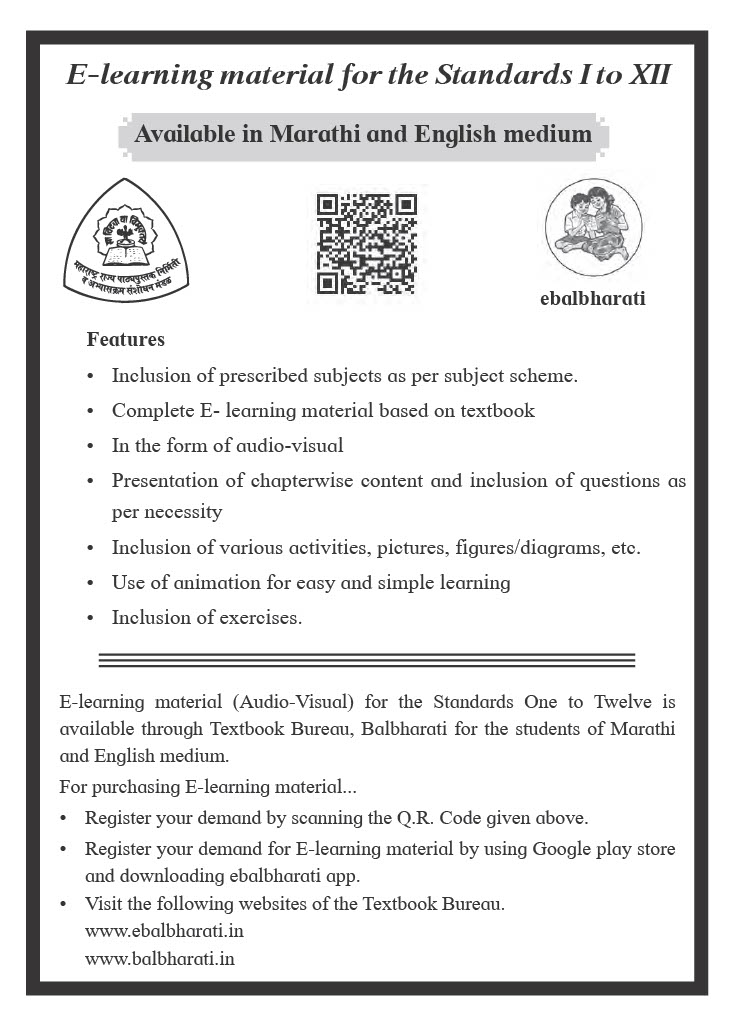 E-learning material for the Standards I to XII
Available in Marathi and English medium
या विद्या या विमुक्तये
महाराष्ट्र राज्य पाठ्यपुस्तक निर्मिती
व अभ्यासक्रम संशोधन मंडळ
ebalbharati
Features
• Inclusion of prescribed subjects as per subject scheme.
• Complete E- learning material based on textbook
• In the form of audio-visual
• Presentation of chapterwise content and inclusion of questions as
per necessity
• Inclusion of various activities, pictures, figures/diagrams, etc.
• Use of animation for easy and simple learning
• Inclusion of exercises.
E-learning material (Audio-Visual) for the Standards One to Twelve is
available through Textbook Bureau, Balbharati for the students of Marathi
and English medium.
For purchasing E-learning material...
• Register your demand by scanning the Q.R. Code given above.
• Register your demand for E-learning material by using Google play store
and downloading ebalbharati app.
• Visit the following websites of the Textbook Bureau.
www.ebalbharati.in
www.balbharati.in